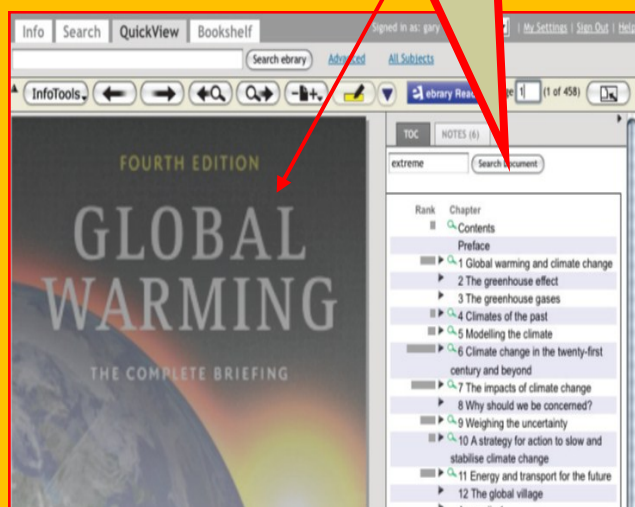 Info Search QuickView Bookshelf
Signed in as: gary
My Settings | Sign Out | Help
Search ebrary Advanced All Subjects
InfoTools
ebrary Read
1 (1 of 458)
TOC NOTES (6)
extreme Search Document
FOURTH EDITION
GLOBAL
WARMING
THE COMPLETE BRIEFING
Rank Chapter
Contents
Preface
1 Global warming and climate change
2 The greenhouse effect
3 The greenhouse gases
4 Climates of the past
5 Modelling the climate
6 Climate change in the twenty-first
century and beyond
7 The impacts of climate change
8 Why should we be concerned?
9 Weighing the uncertainty
10 A strategy for action to slow and
stabilise climate change
11 Energy and transport for the future
12 The global village